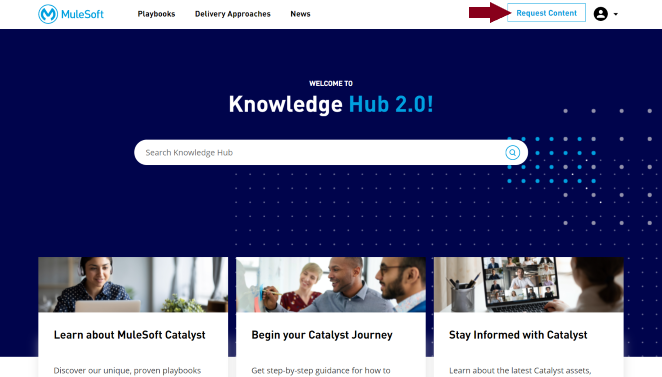 MuleSoft Playbooks Delivery Approaches News Request Content
WELCOME TO
Knowledge Hub 2.0!
Search Knowledge Hub
Learn about MuleSoft Catalyst
Discover our unique, proven playbooks
Begin your Catalyst Journey
Get step-by-step guidance for how to
Stay Informed with Catalyst
Learn about the latest Catalyst assets,